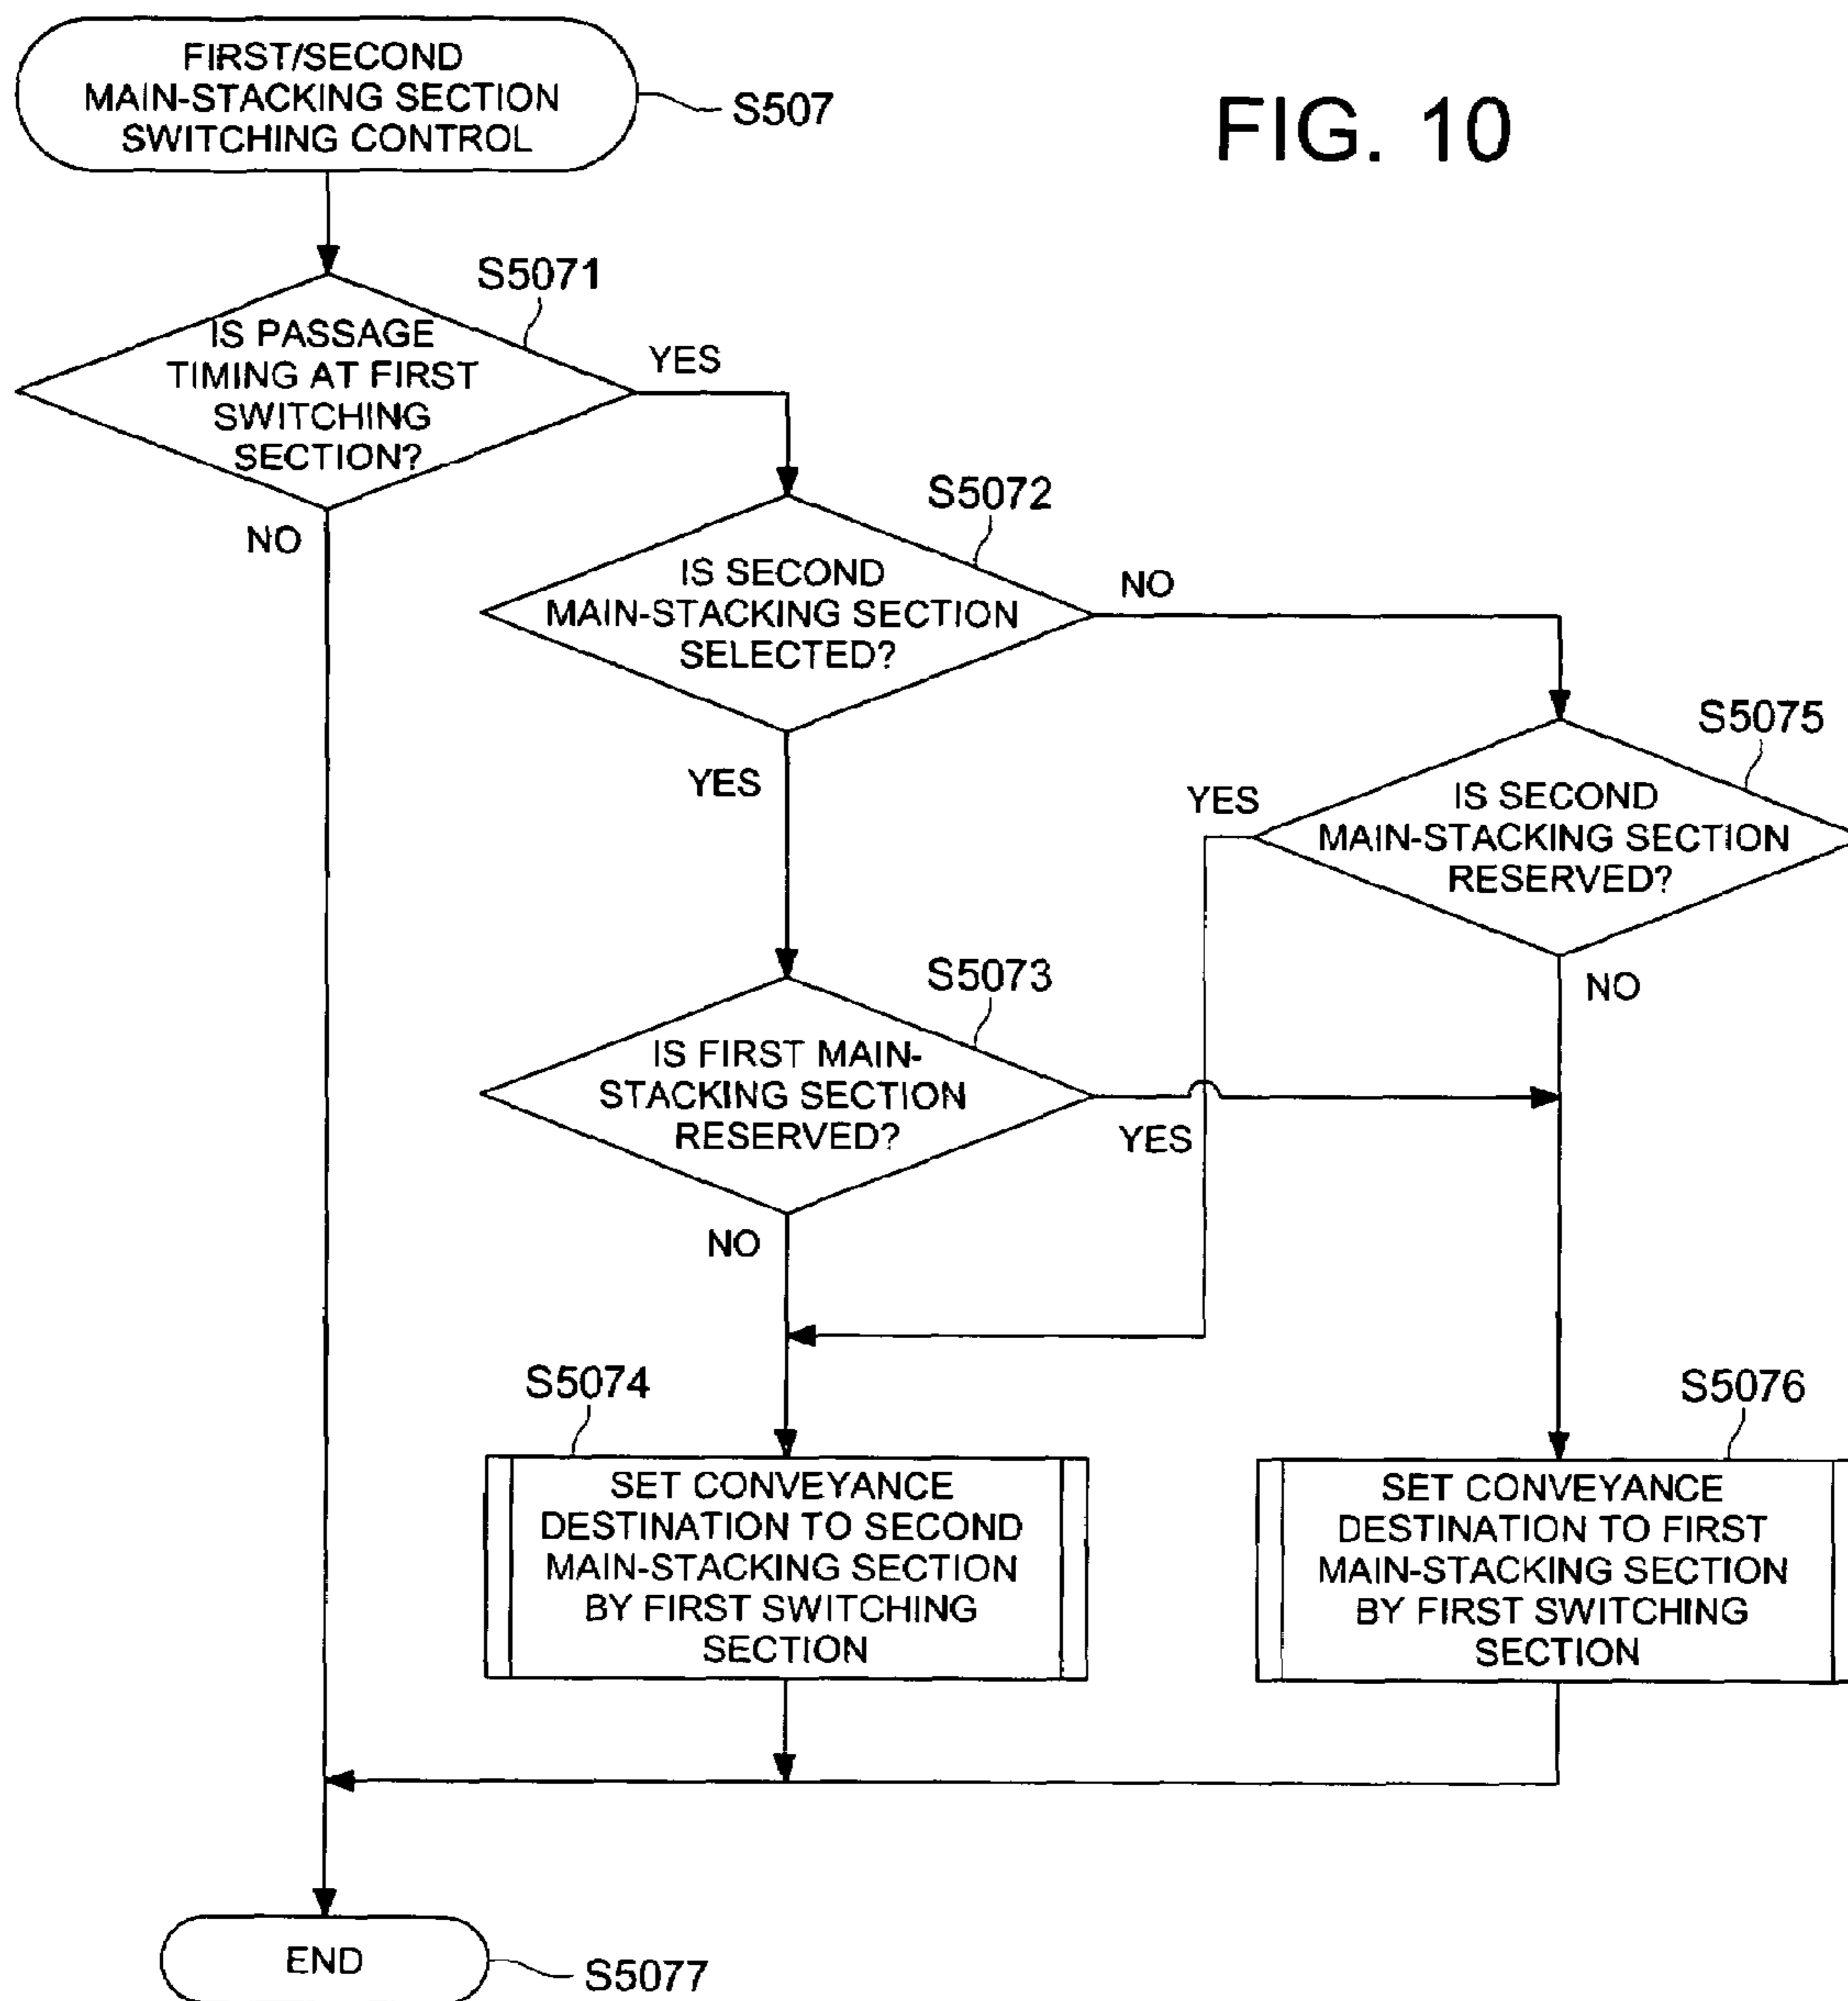 FIG. 10
FIRST/SECOND
MAIN-STACKING SECTION
SWITCHING CONTROL
S507
S5071
IS PASSAGE
TIMING AT FIRST
SWITCHING
SECTION?
YES
NO
S5072
IS SECOND
MAIN-STACKING SECTION
SELECTED?
NO
YES
S5075
IS SECOND
MAIN-STACKING SECTION
RESERVED?
YES
NO
S5073
IS FIRST MAIN-
STACKING SECTION
RESERVED?
YES
NO
S5074
SET CONVEYANCE
DESTINATION TO SECOND
MAIN-STACKING SECTION
BY FIRST SWITCHING
SECTION
S5076
SET CONVEYANCE
DESTINATION TO FIRST
MAIN-STACKING SECTION
BY FIRST SWITCHING
SECTION
END
S5077